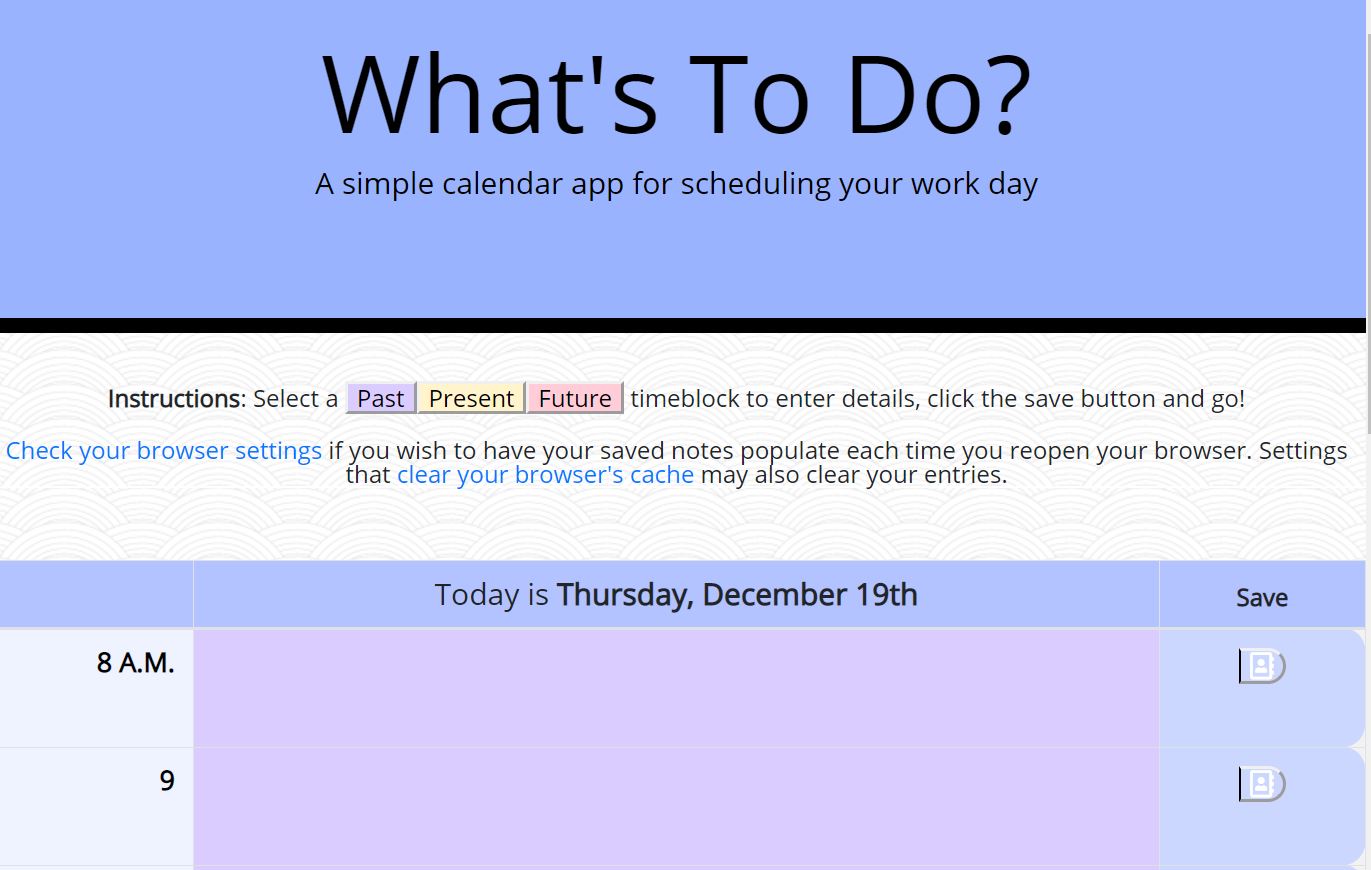 What's To Do?
A simple calendar app for scheduling your work day
Instructions: Select a Past Present Future timeblock to enter details, click the save button and go!
Check your browser settings if you wish to have your saved notes populate each time you reopen your browser. Settings
that clear your browser's cache may also clear your entries.
Today is Thursday, December 19th
Save
8 A.M.
9